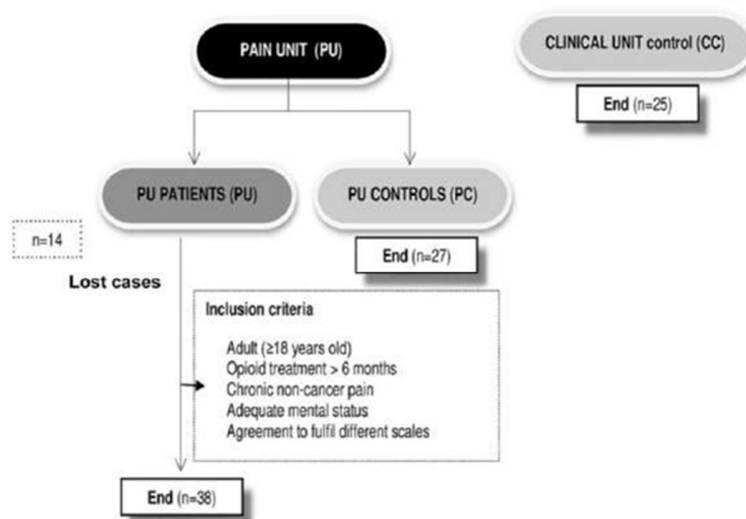 PAIN UNIT (PU)
CLINICAL UNIT control (CC)
End (n=25)
PU PATIENTS (PU)
PU CONTROLS (PC)
n=14
End (n=27)
Lost cases
Inclusion criteria
Adult (≥18 years old)
Opioid treatment > 6 months
Chronic non-cancer pain
Adequate mental status
Agreement to fulfil different scales
End (n=38)